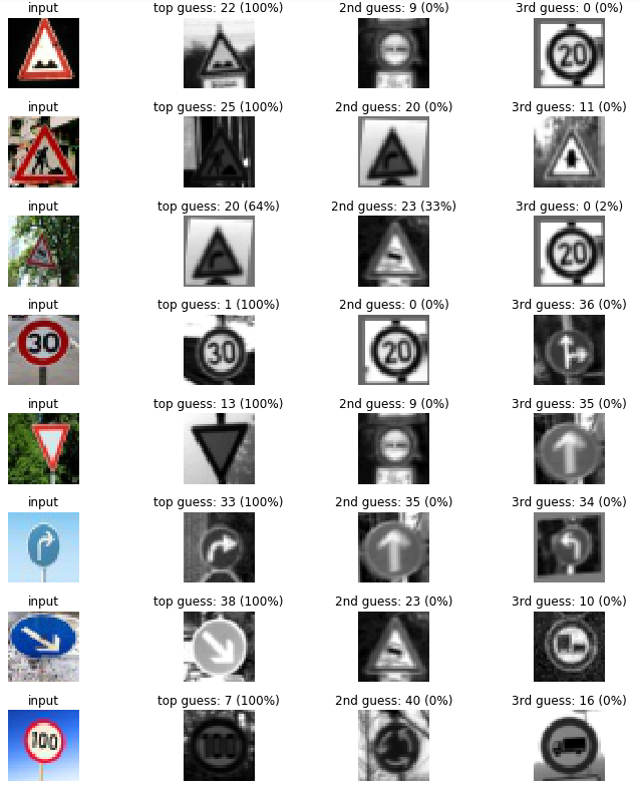 input top guess: 22 (100%) 2nd guess: 9 (0%) 3rd guess: 0 (0%)
20
input top guess: 25 (100%) 2nd guess: 20 (0%) 3rd guess: 11 (0%)
input top guess: 20 (64%) 2nd guess: 23 (33%) 3rd guess: 0 (2%)
20
input top guess: 1 (100%) 2nd guess: 0 (0%) 3rd guess: 36 (0%)
30 30 20
input top guess: 13 (100%) 2nd guess: 9 (0%) 3rd guess: 35 (0%)
input top guess: 33 (100%) 2nd guess: 35 (0%) 3rd guess: 34 (0%)
input top guess: 38 (100%) 2nd guess: 23 (0%) 3rd guess: 10 (0%)
input top guess: 7 (100%) 2nd guess: 40 (0%) 3rd guess: 16 (0%)
100 100